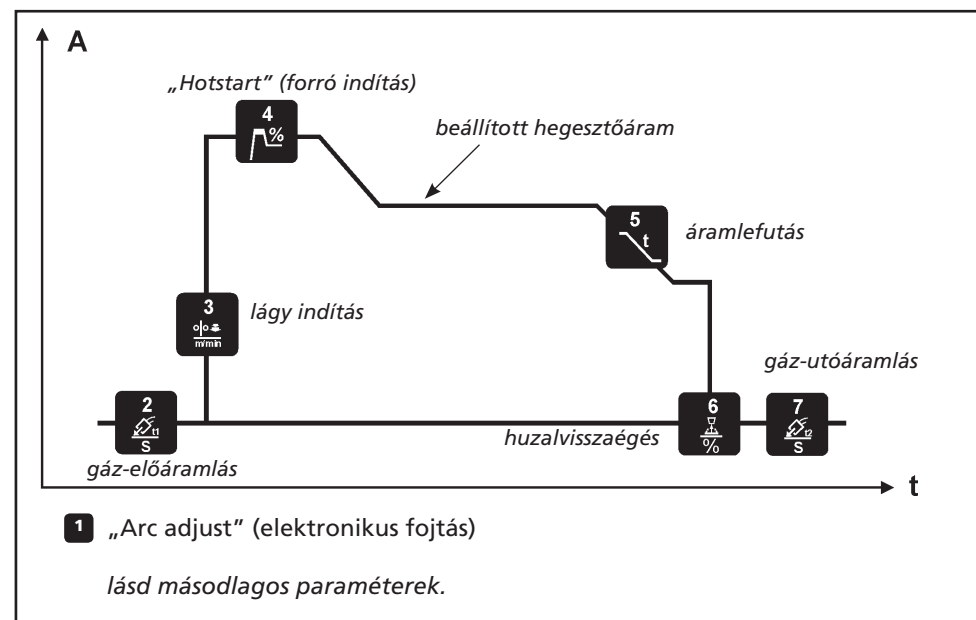 A
„Hotstart” (forró indítás)
4
%
beállított hegesztőáram
5
t
áramlefutás
3
m/min
lágy indítás
gáz-utóáramlás
2
t1
S
6
%
7
t2
S
huzalvisszaégés
gáz-előáramlás
t
1 „Arc adjust” (elektronikus fojtás)
lásd másodlagos paraméterek.